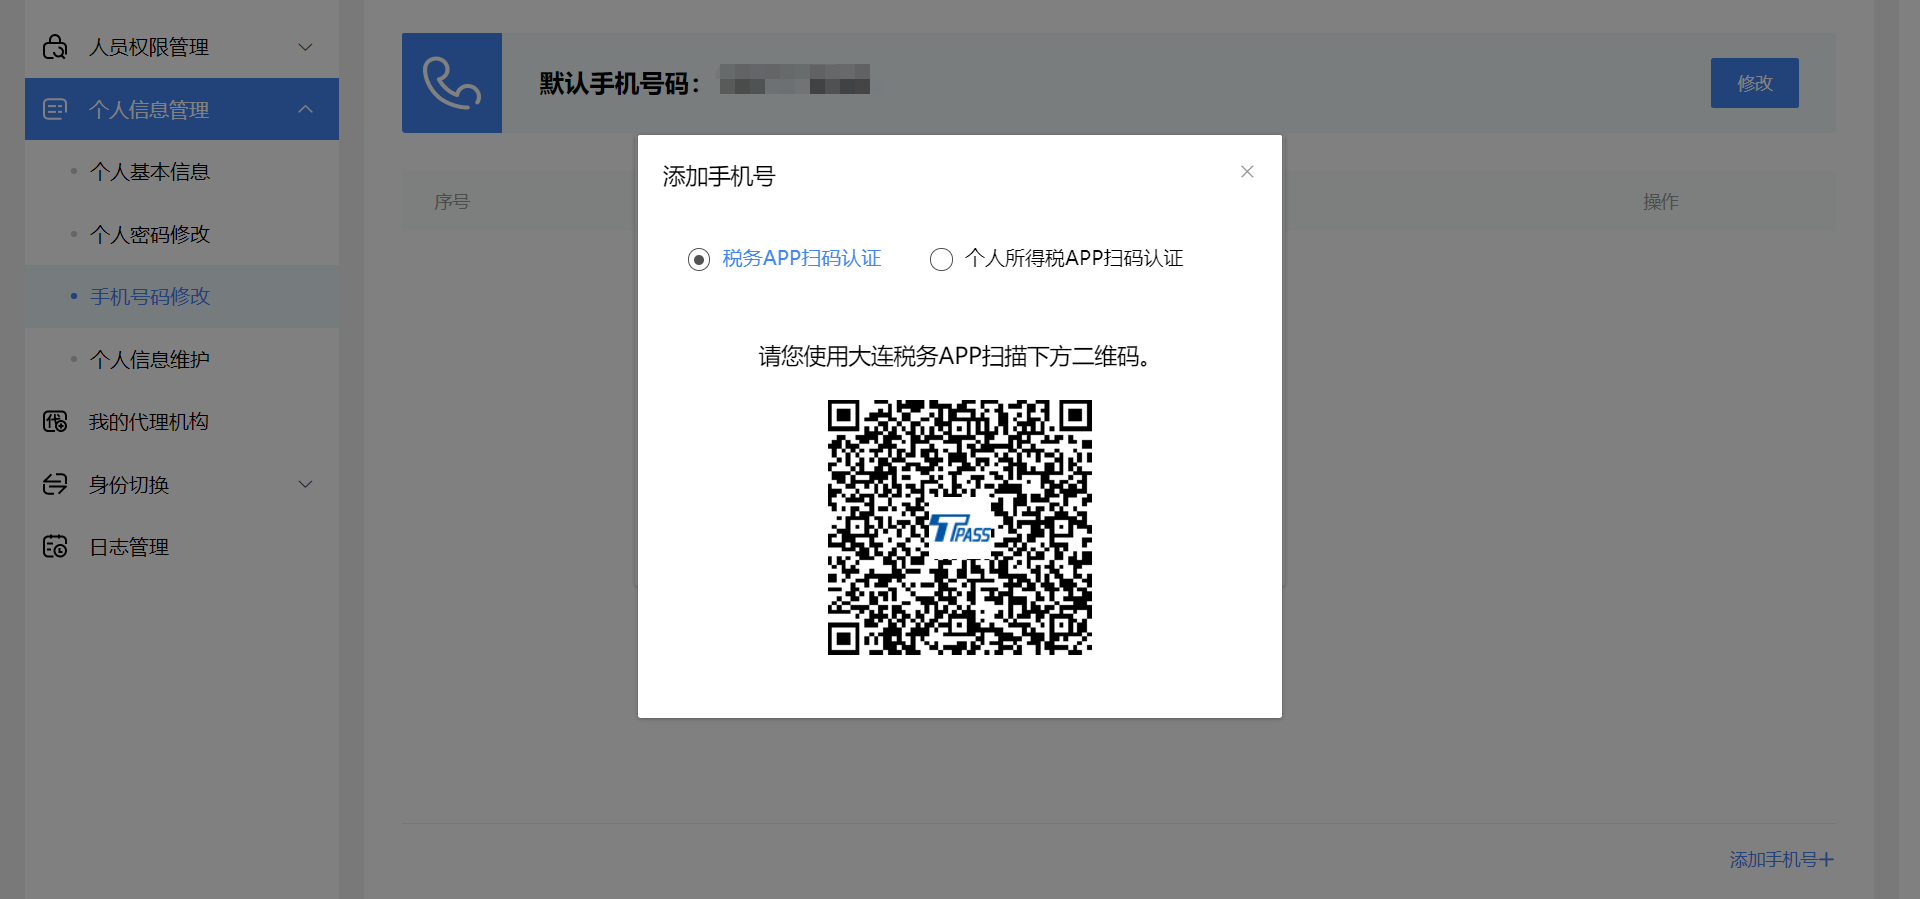 人员权限管理
个人信息管理
个人基本信息
个人密码修改
手机号码修改
个人信息维护
我的代理机构
身份切换
日志管理
默认手机号码：
修改
序号
操作
添加手机号
税务APP扫码认证
个人所得税APP扫码认证
请您使用大连税务APP扫描下方二维码。
TPASS
添加手机号+